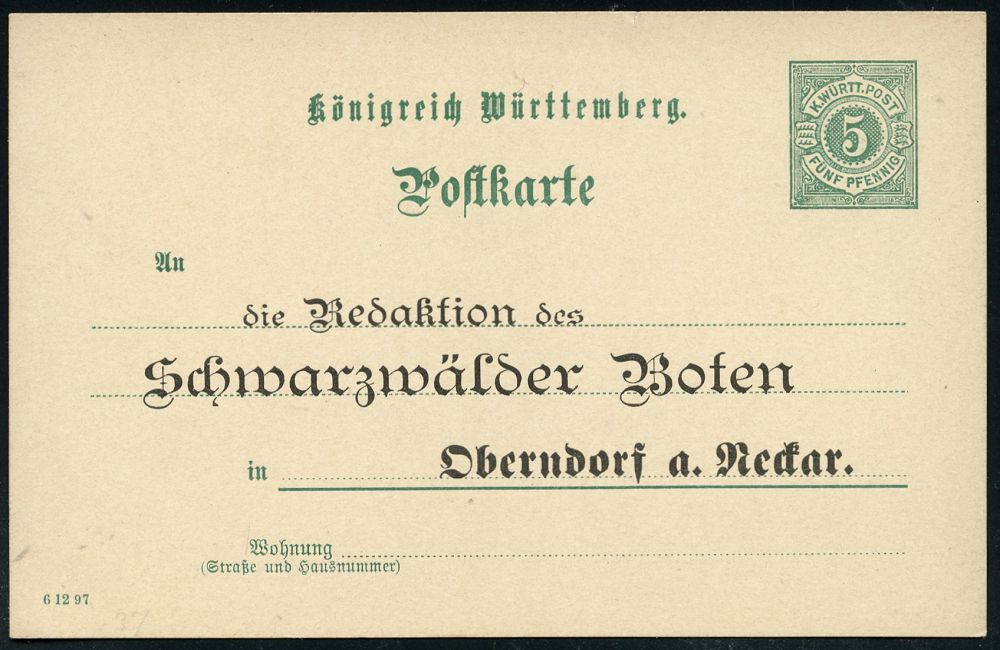 Königreich Württemberg.
K. WÜRTT. POST
5
FÜNF PFENNIG
Postkarte
An
die Redaktion des
Schwarzwälder Boten
in Oberndorf a. Neckar.
Wohnung
(Straße und Hausnummer)
6 12 97